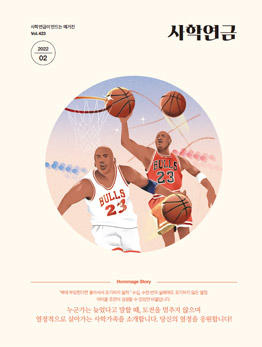 사학연금이 만드는 매거진
Vol.423
사학연금
2022
02
BULLS
23
BULLS
23
Hommage Story
누군가는 늦었다고 말할 때, 도전을 멈추지 않으며
열정적으로 살아가는 사학가족을 소개합니다. 당신의 열정을 응원합니다!